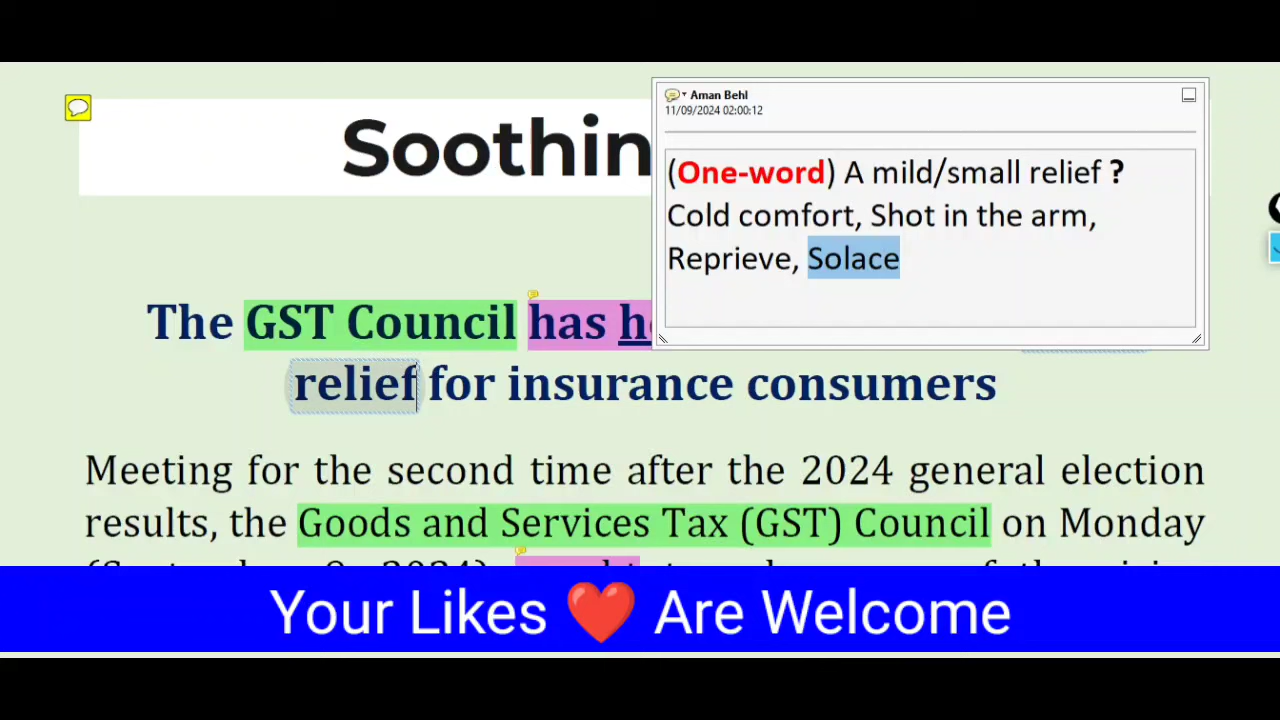 Soothin
Aman Behl
11/09/2024 02:00:12
(One-word) A mild/small relief ?
Cold comfort, Shot in the arm,
Reprieve, Solace
The GST Council has
relief for insurance consumers
Meeting for the second time after the 2024 general election
results, the Goods and Services Tax (GST) Council on Monday
Your Likes ❤️ Are Welcome